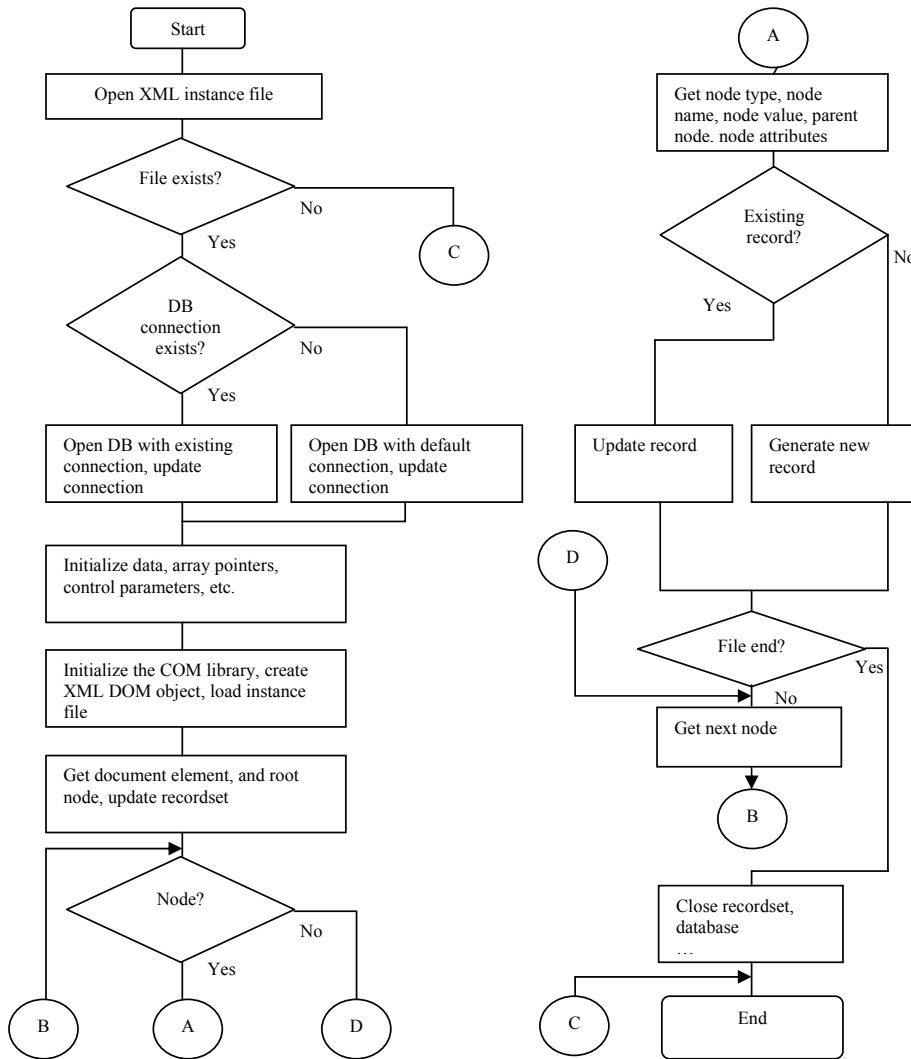 Start
Open XML instance file
File exists?
No
C
Yes
DB
connection
exists?
No
Yes
Open DB with existing
connection, update
connection
Open DB with default
connection, update
connection
Initialize data, array pointers,
control parameters, etc.
Initialize the COM library, create
XML DOM object, load instance
file
Get document element, and root
node, update recordset
Node?
No
Yes
B
A
D
A
Get node type, node
name, node value, parent
node. node attributes
Existing
record?
No
Yes
Update record
Generate new
record
D
File end?
Yes
No
Get next node
B
Close recordset,
database
…
C
End